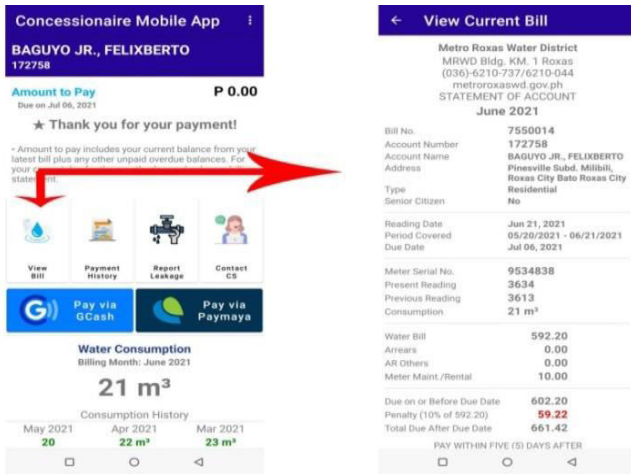 Concessionaire Mobile App
BAGUYO JR., FELIXBERTO
172758
Amount to Pay P 0.00
Due on Jul 06, 2021
★ Thank you for your payment!
- Amount to pay includes your current balance from your
latest bill plus any other unpaid overdue balances. For
your
statement.
View Bill
Payment History
Report Leakage
Contact CS
G) Pay via GCash
Pay via Paymaya
Water Consumption
Billing Month: June 2021
21 m³
Consumption History
May 2021 Apr 2021 Mar 2021
20 22 m³ 23 m³
View Current Bill
Metro Roxas Water District
MRWD Bldg. KM. 1 Roxas
(036)-6210-737/6210-044
metroroxaswd.gov.ph
STATEMENT OF ACCOUNT
June 2021
Bill No. 7550014
Account Number 172758
Account Name BAGUYO JR., FELIXBERTO
Address Pinesville Subd. Milibili,
Roxas City Bato Roxas City
Type Residential
Senior Citizen No
Reading Date Jun 21, 2021
Period Covered 05/20/2021 - 06/21/2021
Due Date Jul 06, 2021
Meter Serial No. 9534838
Present Reading 3634
Previous Reading 3613
Consumption 21 m³
Water Bill 592.20
Arrears 0.00
AR Others 0.00
Meter Maint./Rental 10.00
Due on or Before Due Date 602.20
Penalty (10% of 592.20) 59.22
Total Due After Due Date 661.42
PAY WITHIN FIVE (5) DAYS AFTER